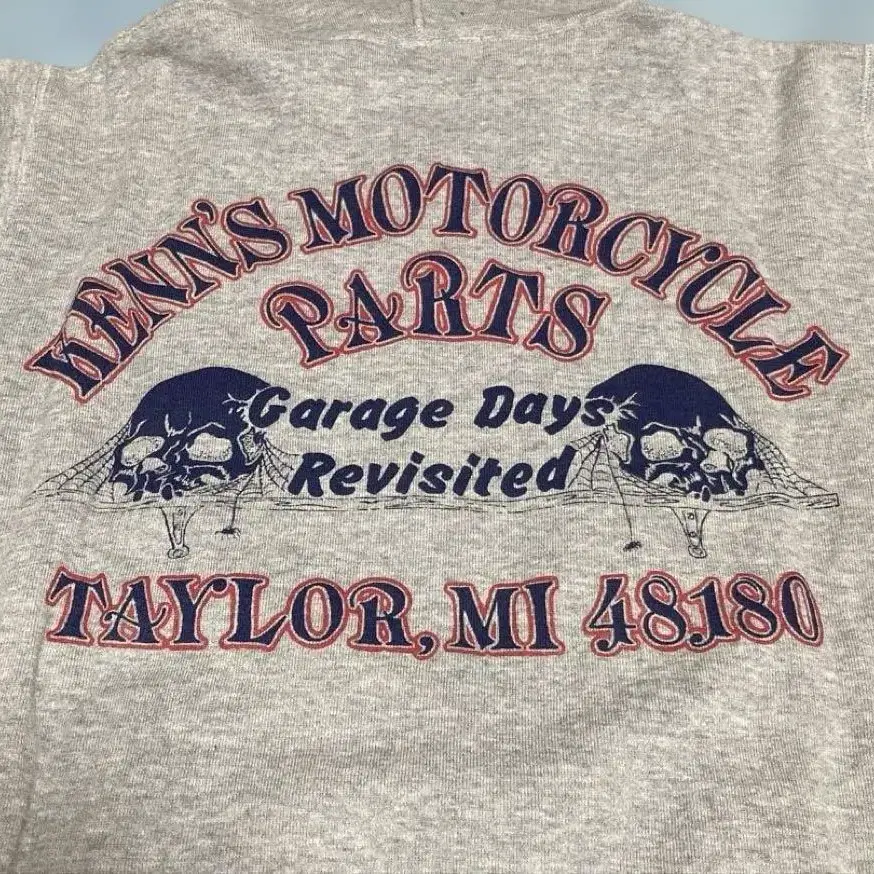 KENN'S MOTORCYCLE
PARTS
Garage Days
Revisited
TAYLOR, MI 48180